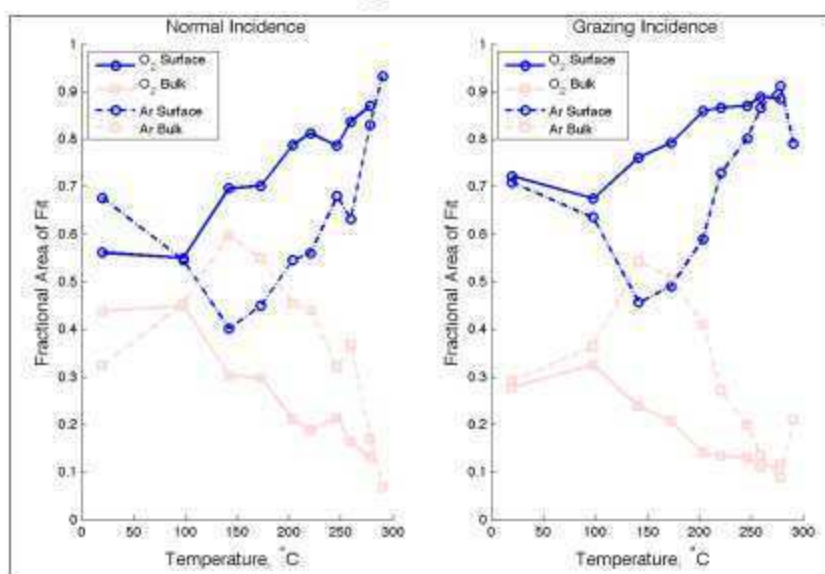 Normal Incidence
Fractional Area of Fit
1
0.9
0.8
0.7
0.6
0.5
0.4
0.3
0.2
0.1
0
O2 Surface
O2 Bulk
Ar Surface
Ar Bulk
0 50 100 150 200 250 300
Temperature, °C
Grazing Incidence
Fractional Area of Fit
1
0.9
0.8
0.7
0.6
0.5
0.4
0.3
0.2
0.1
0
O2 Surface
O2 Bulk
Ar Surface
Ar Bulk
0 50 100 150 200 250 300
Temperature, °C